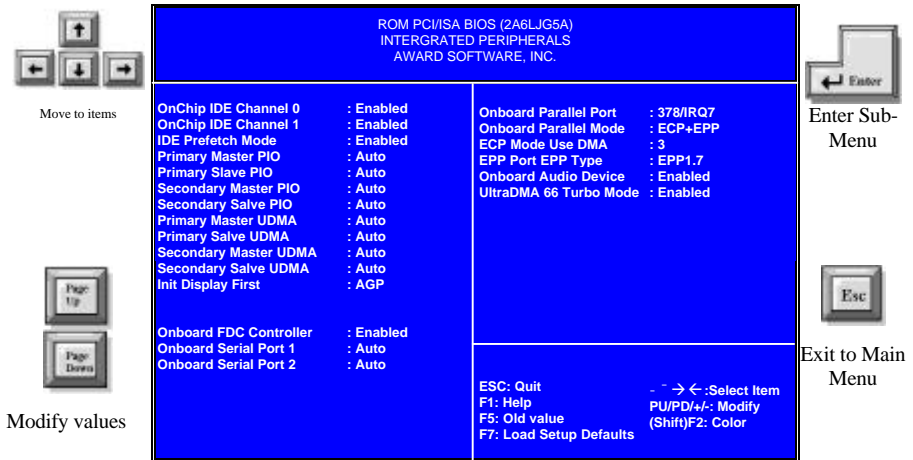 ROM PCI/ISA BIOS (2A6LJG5A)
INTERGRATED PERIPHERALS
AWARD SOFTWARE, INC.
Move to items
Page
Up
Page
Down
Modify values
OnChip IDE Channel 0 : Enabled
OnChip IDE Channel 1 : Enabled
IDE Prefetch Mode : Enabled
Primary Master PIO : Auto
Primary Slave PIO : Auto
Secondary Master PIO : Auto
Secondary Salve PIO : Auto
Primary Master UDMA : Auto
Primary Salve UDMA : Auto
Secondary Master UDMA : Auto
Secondary Salve UDMA : Auto
Init Display First : AGP
Onboard FDC Controller : Enabled
Onboard Serial Port 1 : Auto
Onboard Serial Port 2 : Auto
Onboard Parallel Port : 378/IRQ7
Onboard Parallel Mode : ECP+EPP
ECP Mode Use DMA : 3
EPP Port EPP Type : EPP1.7
Onboard Audio Device : Enabled
UltraDMA 66 Turbo Mode : Enabled
ESC: Quit
F1: Help
F5: Old value
F7: Load Setup Defaults
- ¯ → ← :Select Item
PU/PD/+/-: Modify
(Shift)F2: Color
Enter
Enter Sub-
Menu
Esc
Exit to Main
Menu